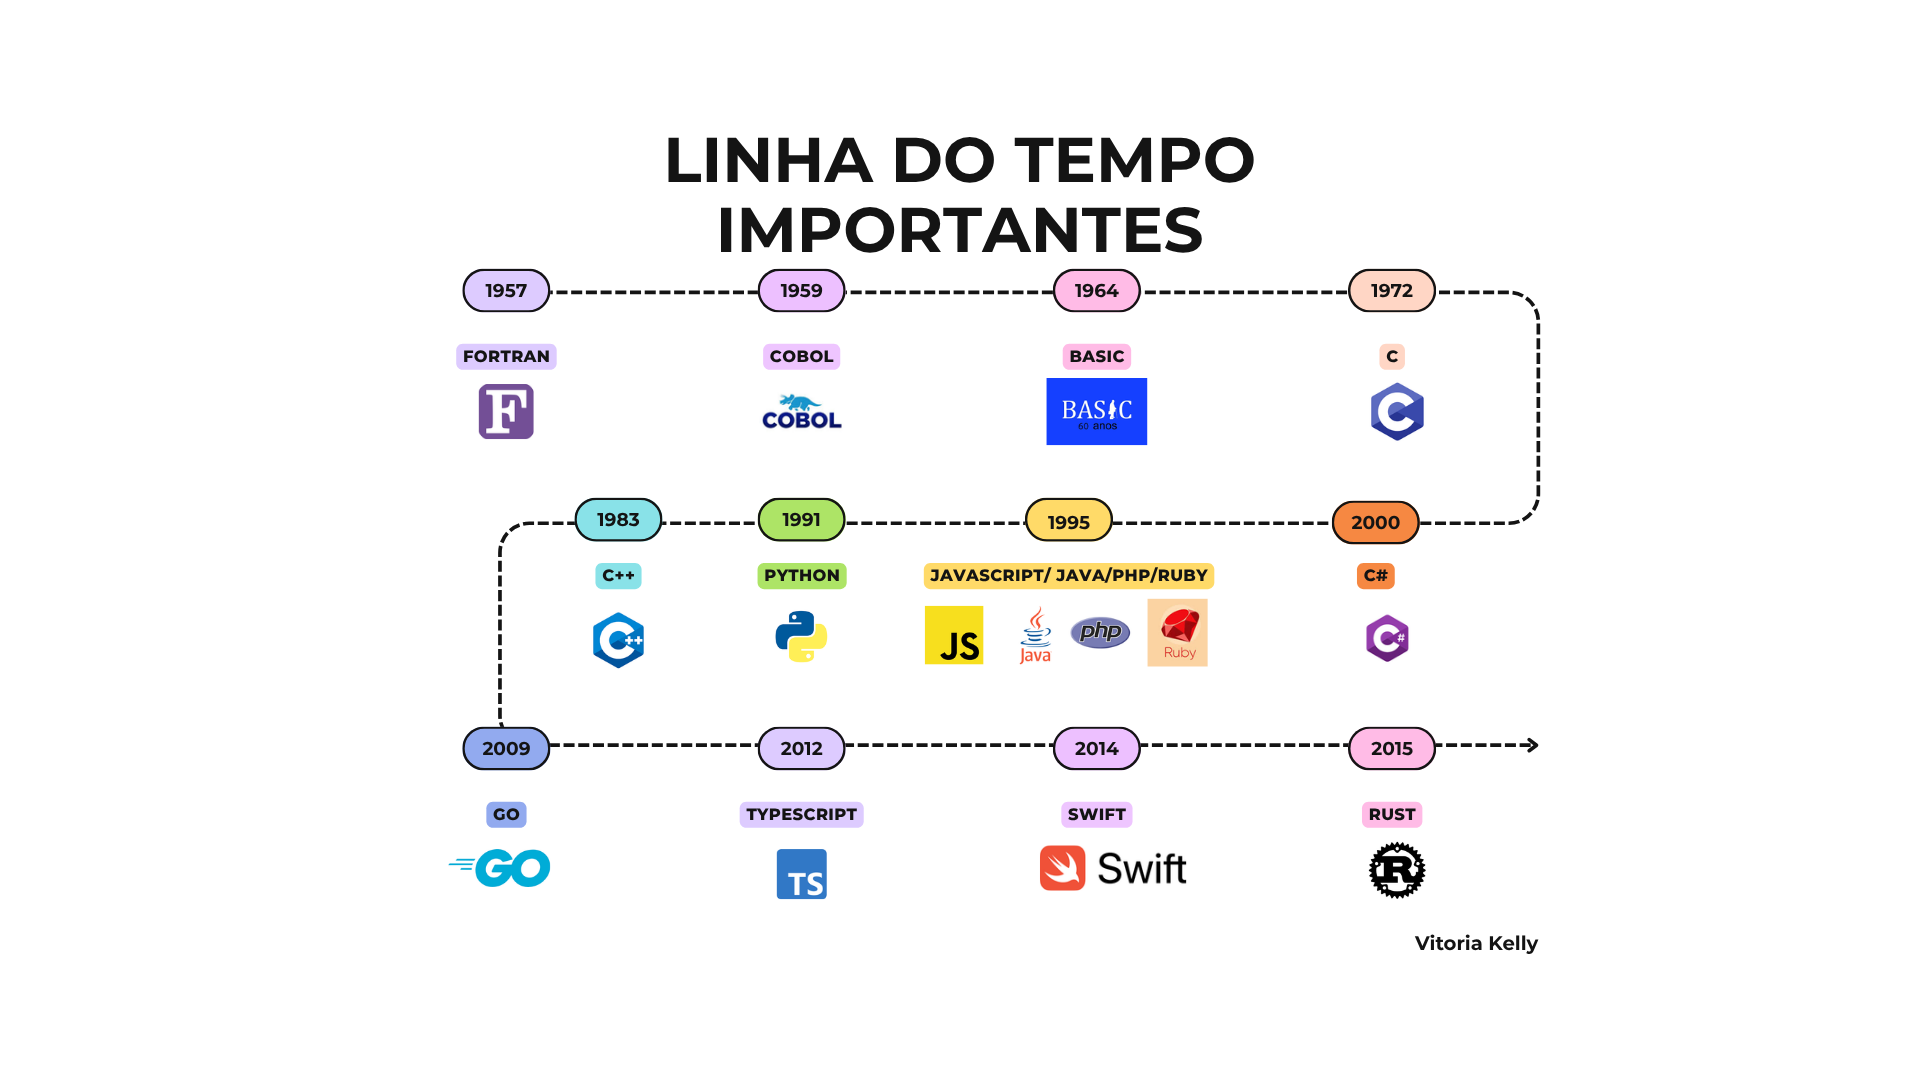 LINHA DO TEMPO
IMPORTANTES
1957
1959
1964
1972
FORTRAN
COBOL
BASIC
C
F
COBOL
BASIC
60 anos
C
1983
1991
1995
2000
C++
PYTHON
JAVASCRIPT/ JAVA/PHP/RUBY
C#
C++
JS
Java
php
Ruby
C#
2009
2012
2014
2015
GO
TYPESCRIPT
SWIFT
RUST
GO
TS
Swift
R
Vitoria Kelly